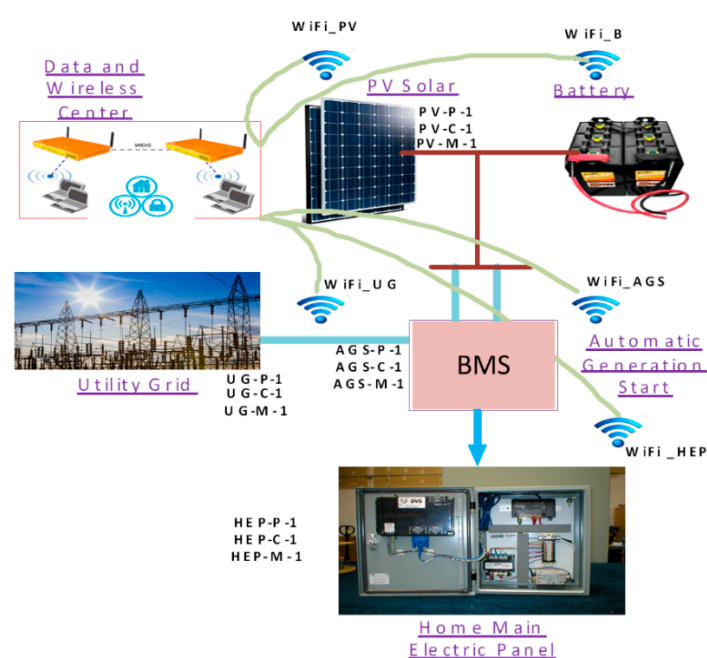 WiFi_PV
WiFi_B
Data and
Wireless
Center
PV Solar
Battery
PV-P-1
PV-C-1
PV-M-1
WDS
WiFi_UG
WiFi_AGS
AGS-P-1
AGS-C-1
AGS-M-1
BMS
Automatic
Generation
Start
Utility Grid
UG-P-1
UG-C-1
UG-M-1
WiFi_HEP
HEP-P-1
HEP-C-1
HEP-M-1
Home Main
Electric Panel